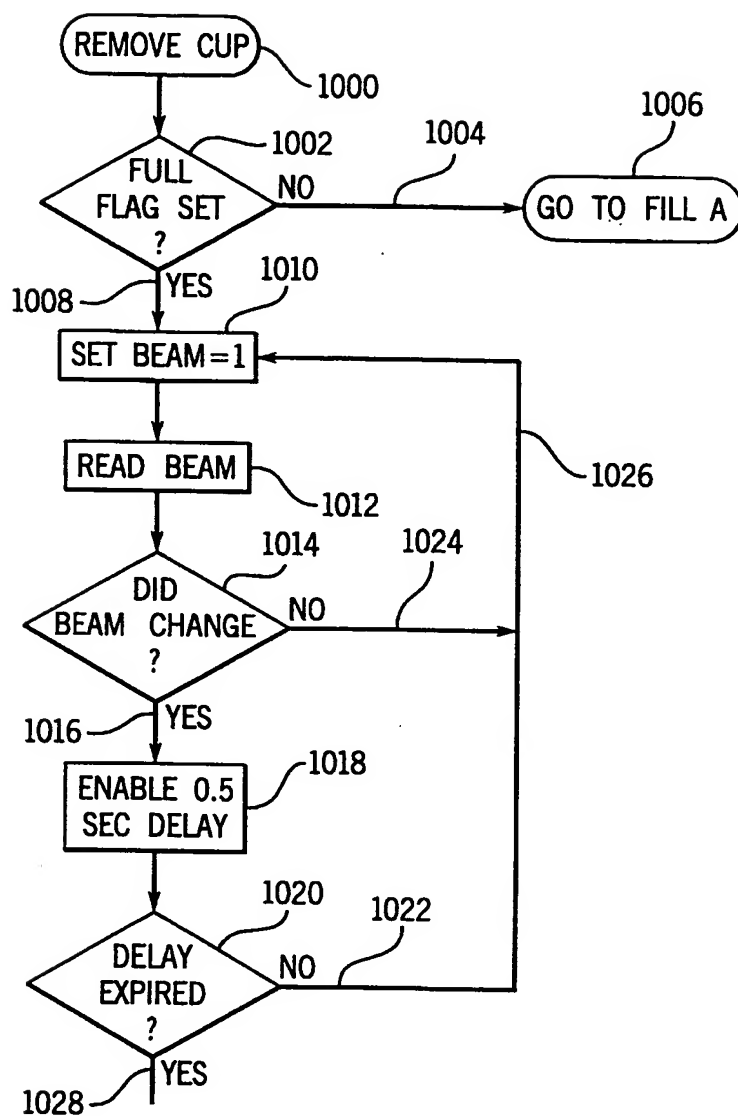 REMOVE CUP
1000
1002
1004
1006
FULL
FLAG SET
?
NO
GO TO FILL A
1008
YES
1010
SET BEAM=1
READ BEAM
1012
1026
1014
1024
DID
BEAM CHANGE
?
NO
1016
YES
1018
ENABLE 0.5
SEC DELAY
1020
1022
DELAY
EXPIRED
?
NO
YES
1028